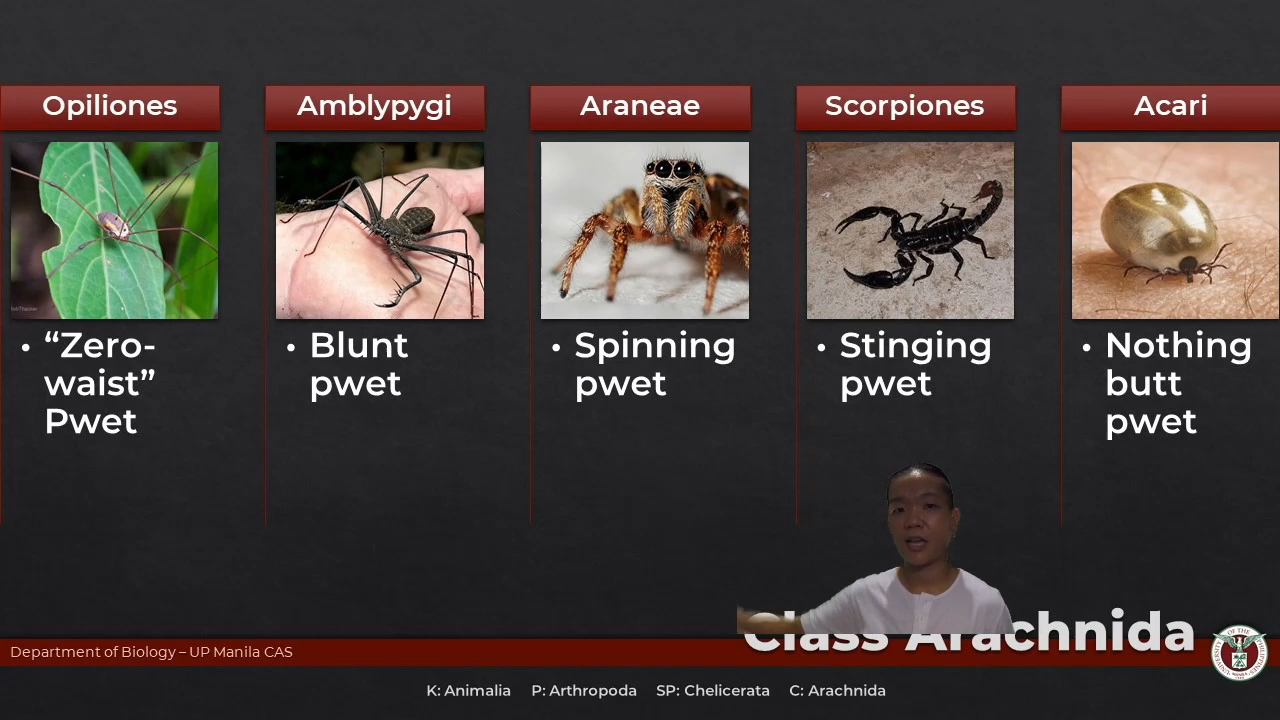 Opiliones
Amblypygi
Araneae
Scorpiones
Acari
• “Zero-
waist”
Pwet
• Blunt
pwet
• Spinning
pwet
• Stinging
pwet
• Nothing
butt
pwet
Class Arachnida
Department of Biology – UP Manila CAS
K: Animalia P: Arthropoda SP: Chelicerata C: Arachnida